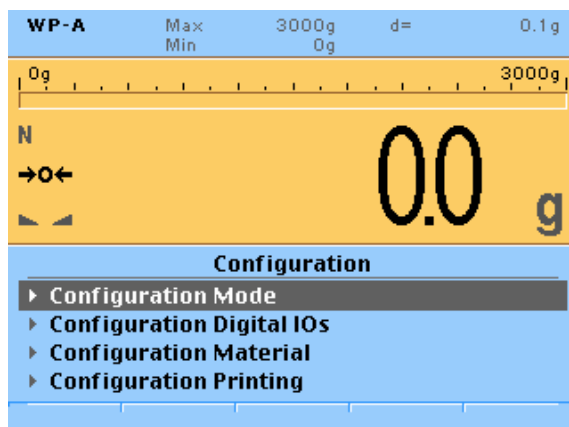 WP-A Max 3000g d= 0.1g
Min 0g
0g 3000g
N
→0←
0.0 g
Configuration
Configuration Mode
Configuration Digital IOs
Configuration Material
Configuration Printing